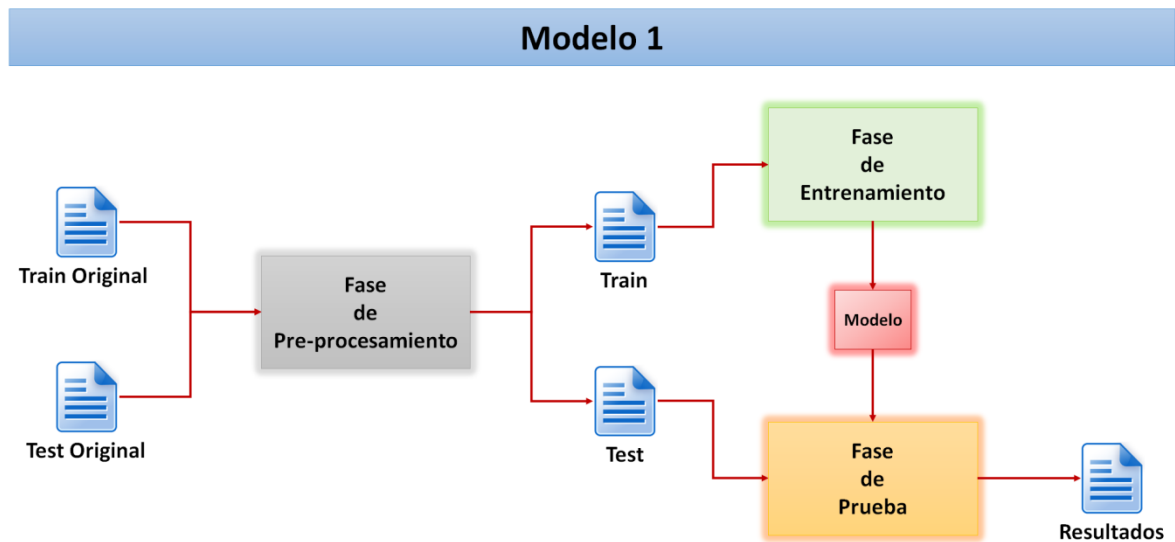 Modelo 1
Train Original
Test Original
Fase
de
Pre-procesamiento
Train
Test
Fase
de
Entrenamiento
Modelo
Fase
de
Prueba
Resultados